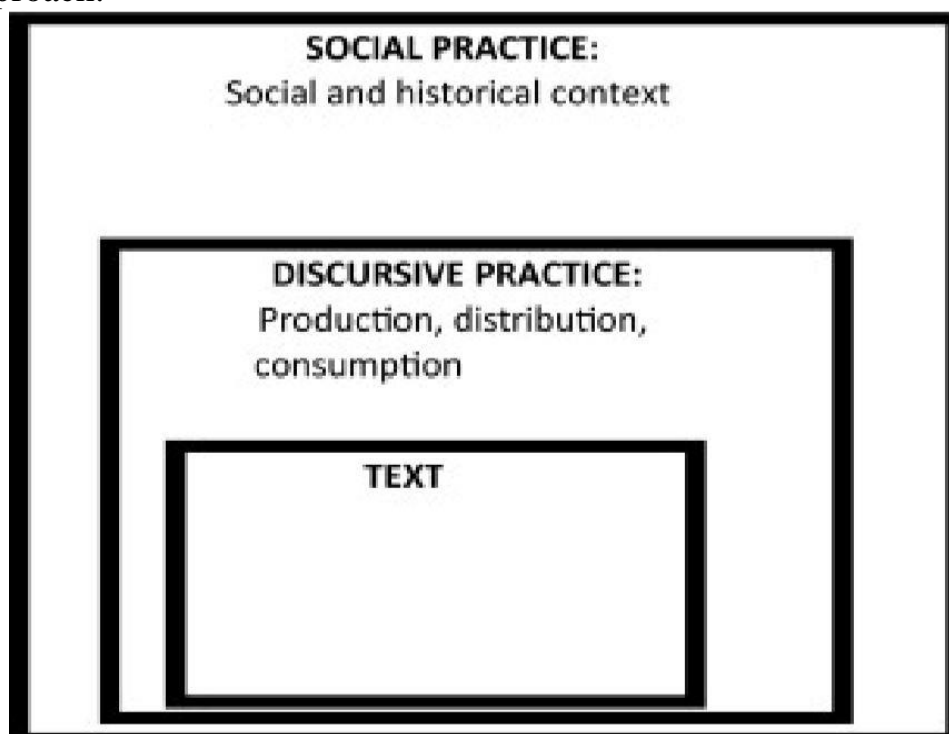 SOCIAL PRACTICE:
Social and historical context
DISCURSIVE PRACTICE:
Production, distribution,
consumption
TEXT